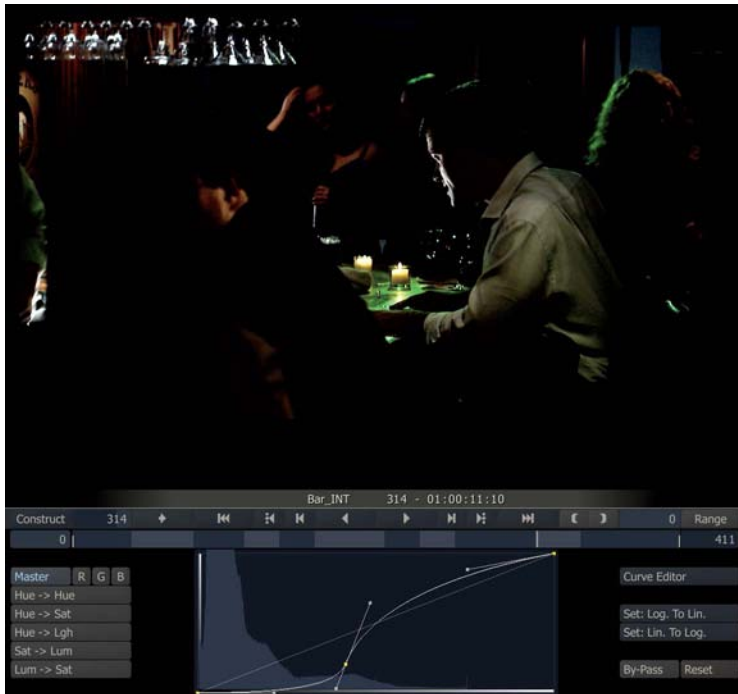 Bar_INT 314 - 01:00:11:10
Construct 314 0 Range
0 411
Master R G B
Hue -> Hue
Hue -> Sat
Hue -> Lgh
Sat -> Lum
Lum -> Sat
Curve Editor
Set: Log. To Lin.
Set: Lin. To Log.
By-Pass Reset